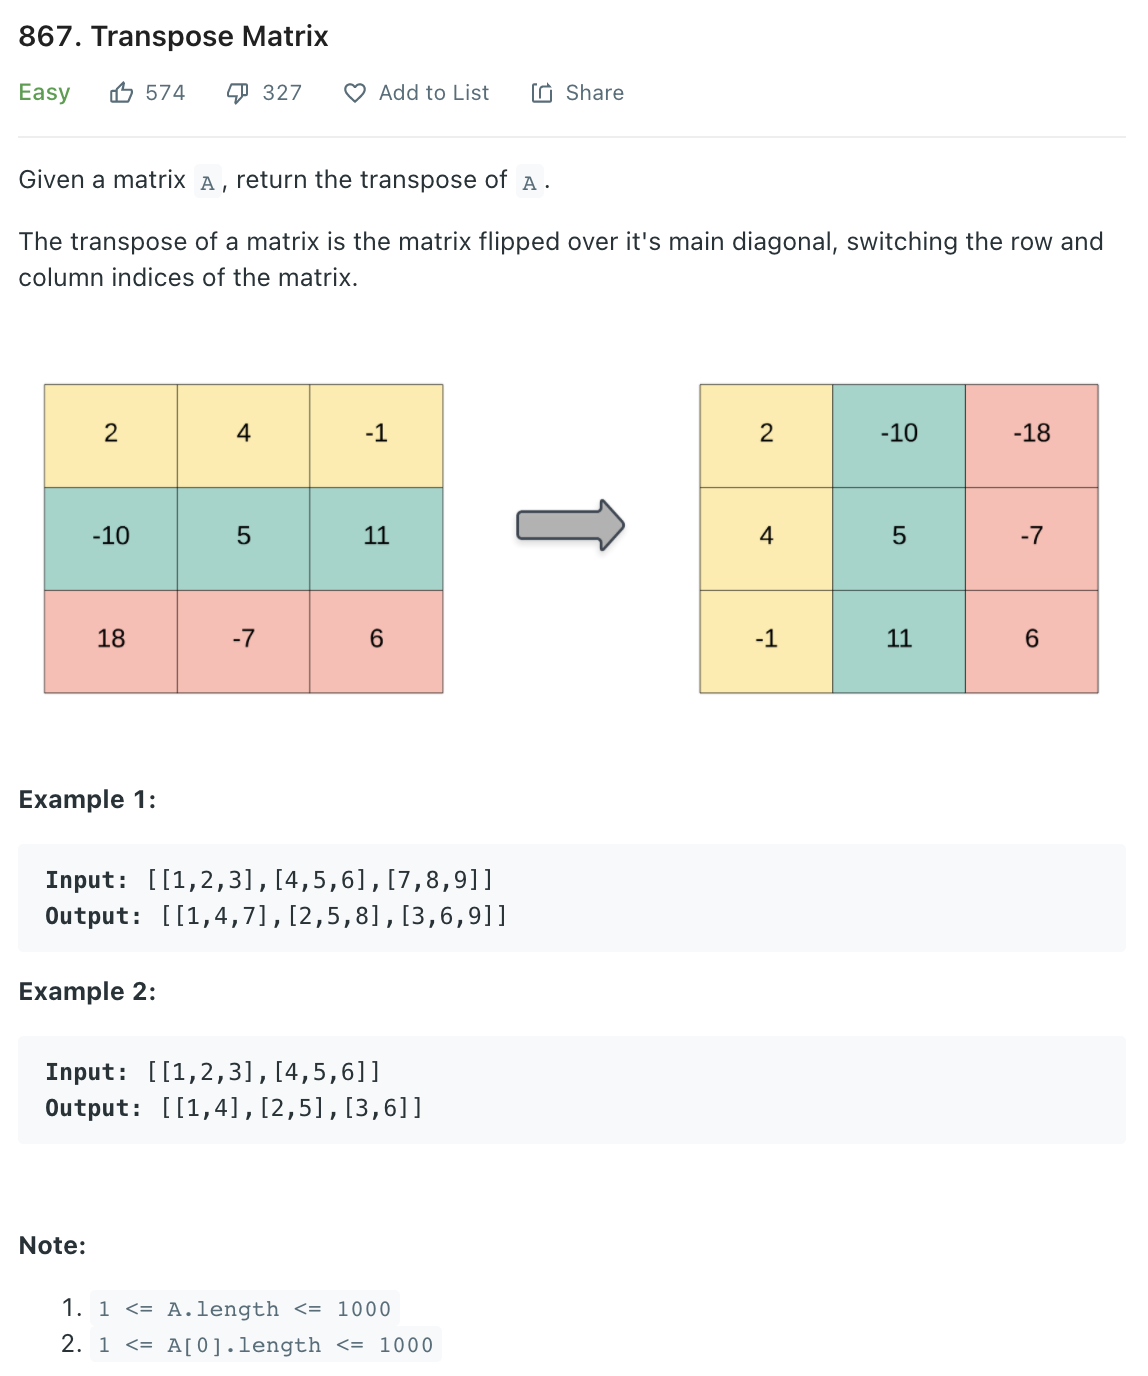 867. Transpose Matrix
Easy 574 327 Add to List Share
Given a matrix A, return the transpose of A.
The transpose of a matrix is the matrix flipped over it's main diagonal, switching the row and
column indices of the matrix.
2 4 -1 2 -10 -18
-10 5 11 4 5 -7
18 -7 6 -1 11 6
Example 1:
Input: [[1,2,3],[4,5,6],[7,8,9]]
Output: [[1,4,7],[2,5,8],[3,6,9]]
Example 2:
Input: [[1,2,3],[4,5,6]]
Output: [[1,4],[2,5],[3,6]]
Note:
1. 1 <= A.length <= 1000
2. 1 <= A[0].length <= 1000